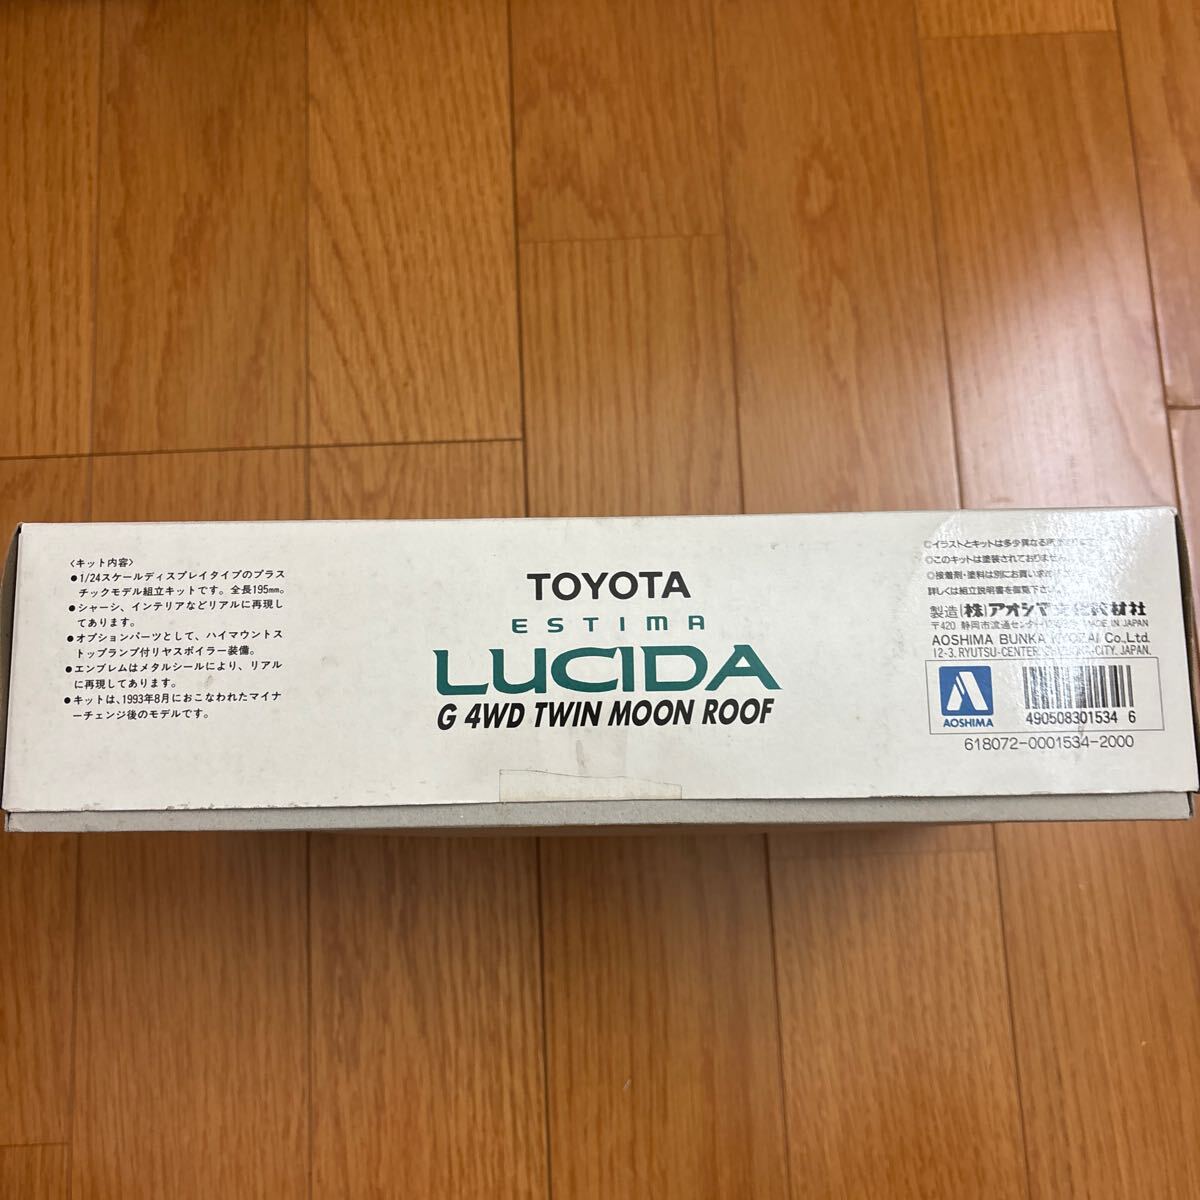 〈キット内容〉
●1/24スケールディスプレイタイプのプラス
チックモデル組立キットです。全長195mm。
●シャーシ、インテリアなどリアルに再現し
てあります。
●オプションパーツとして、ハイマウントス
トップランプ付リヤスポイラー装備。
●エンブレムはメタルシールにより、リアル
に再現してあります。
●キットは、1993年8月におこなわれたマイナ
ーチェンジ後のモデルです。
TOYOTA
ESTIMA
LUCIDA
G 4WD TWIN MOON ROOF
◎イラストとキットは多少異なる
◎このキットは塗装されておりません
◎接着剤・塗料は別にお買い求め
詳しくは組立説明書を御覧下さい。
製造 (株)アオシマ文化教材社
〒420 静岡市流通センター MADE IN JAPAN
AOSHIMA BUNKA KYOZAI Co.,Ltd.
12-3. RYUTSU-CENTER CITY. JAPAN.
AOSHIMA
4905083015346
618072-0001534-2000